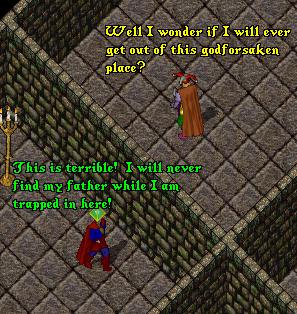 Well I wonder if I will ever
get out of this godforsaken
place?
This is terrible! I will never
find my father while I am
trapped in here!